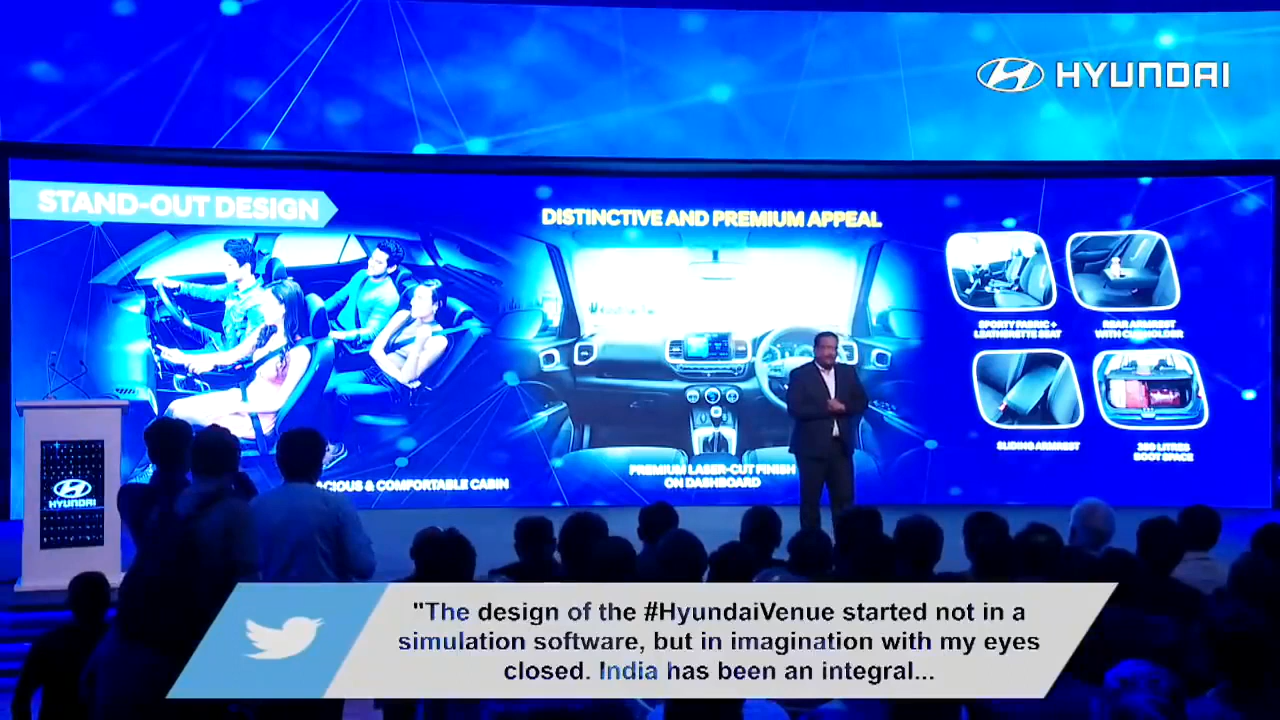 HYUNDAI
STAND-OUT DESIGN
DISTINCTIVE AND PREMIUM APPEAL
SPORTY FABRIC +
LEATHERETTE SEAT
REAR ARMREST
WITH CUPHOLDER
SLIDING ARMREST
LITRES
BOOT SPACE
CIOUS & COMFORTABLE CABIN
PREMIUM LASER-CUT FINISH
ON DASHBOARD
HYUNDAI
"The design of the #HyundaiVenue started not in a
simulation software, but in imagination with my eyes
closed. India has been an integral...